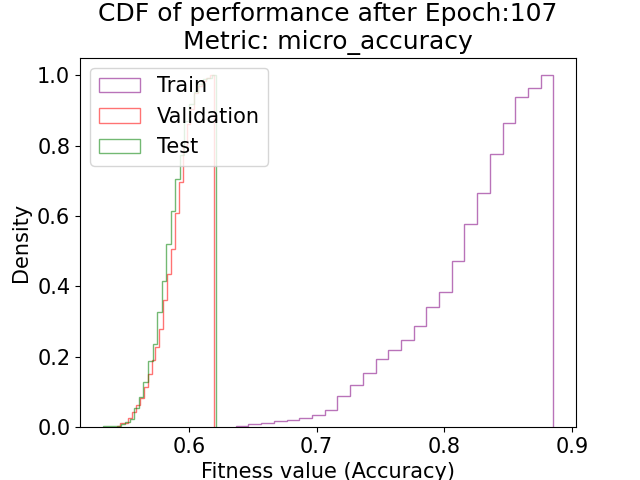 CDF of performance after Epoch:107
Metric: micro_accuracy
1.0
0.8
0.6
0.4
0.2
0.0
Density
Train
Validation
Test
0.6 0.7 0.8 0.9
Fitness value (Accuracy)